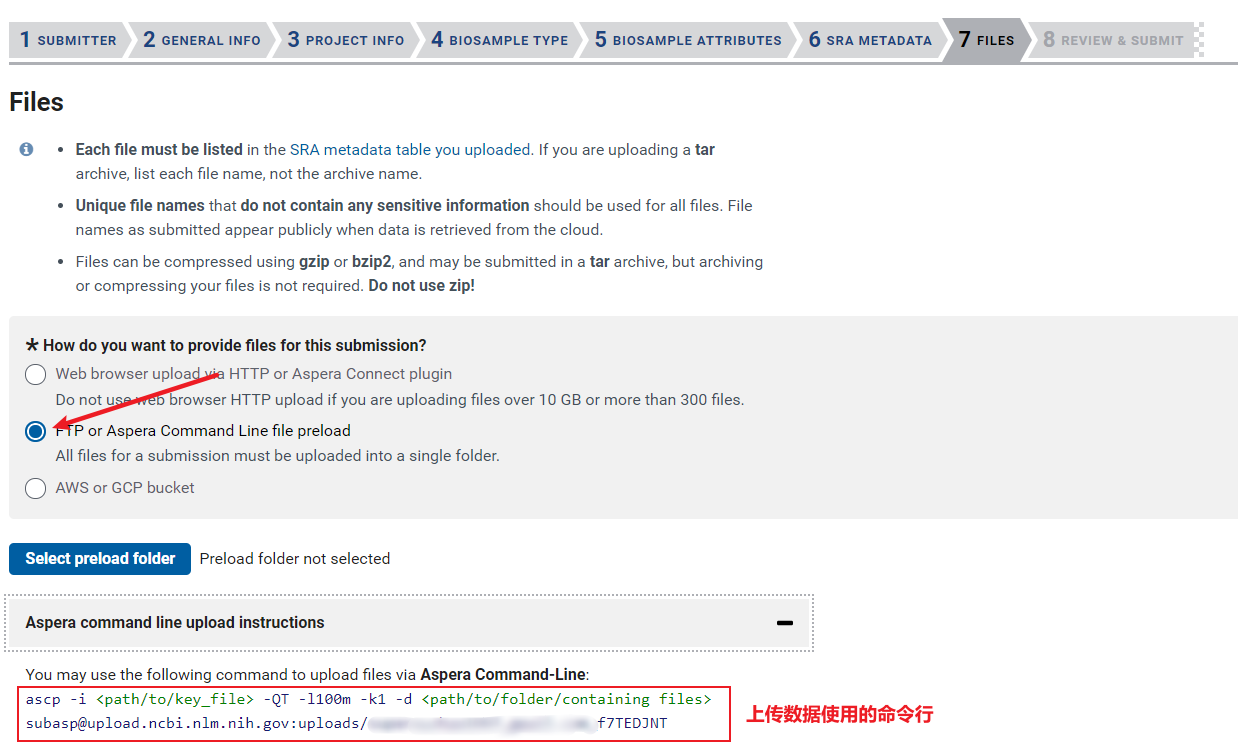 1 SUBMITTER 2 GENERAL INFO 3 PROJECT INFO 4 BIOSAMPLE TYPE 5 BIOSAMPLE ATTRIBUTES 6 SRA METADATA 7 FILES 8 REVIEW & SUBMIT
Files
• Each file must be listed in the SRA metadata table you uploaded. If you are uploading a tar
archive, list each file name, not the archive name.
• Unique file names that do not contain any sensitive information should be used for all files. File
names as submitted appear publicly when data is retrieved from the cloud.
• Files can be compressed using gzip or bzip2, and may be submitted in a tar archive, but archiving
or compressing your files is not required. Do not use zip!
* How do you want to provide files for this submission?
Web browser upload via HTTP or Aspera Connect plugin
Do not use web browser HTTP upload if you are uploading files over 10 GB or more than 300 files.
FTP or Aspera Command Line file preload
All files for a submission must be uploaded into a single folder.
AWS or GCP bucket
Select preload folder Preload folder not selected
Aspera command line upload instructions
You may use the following command to upload files via Aspera Command-Line:
ascp -i <path/to/key_file> -QT -l100m -k1 -d <path/to/folder/containing files>
subasp@upload.ncbi.nlm.nih.gov:uploads/ f7TEDJNT
上传数据使用的命令行